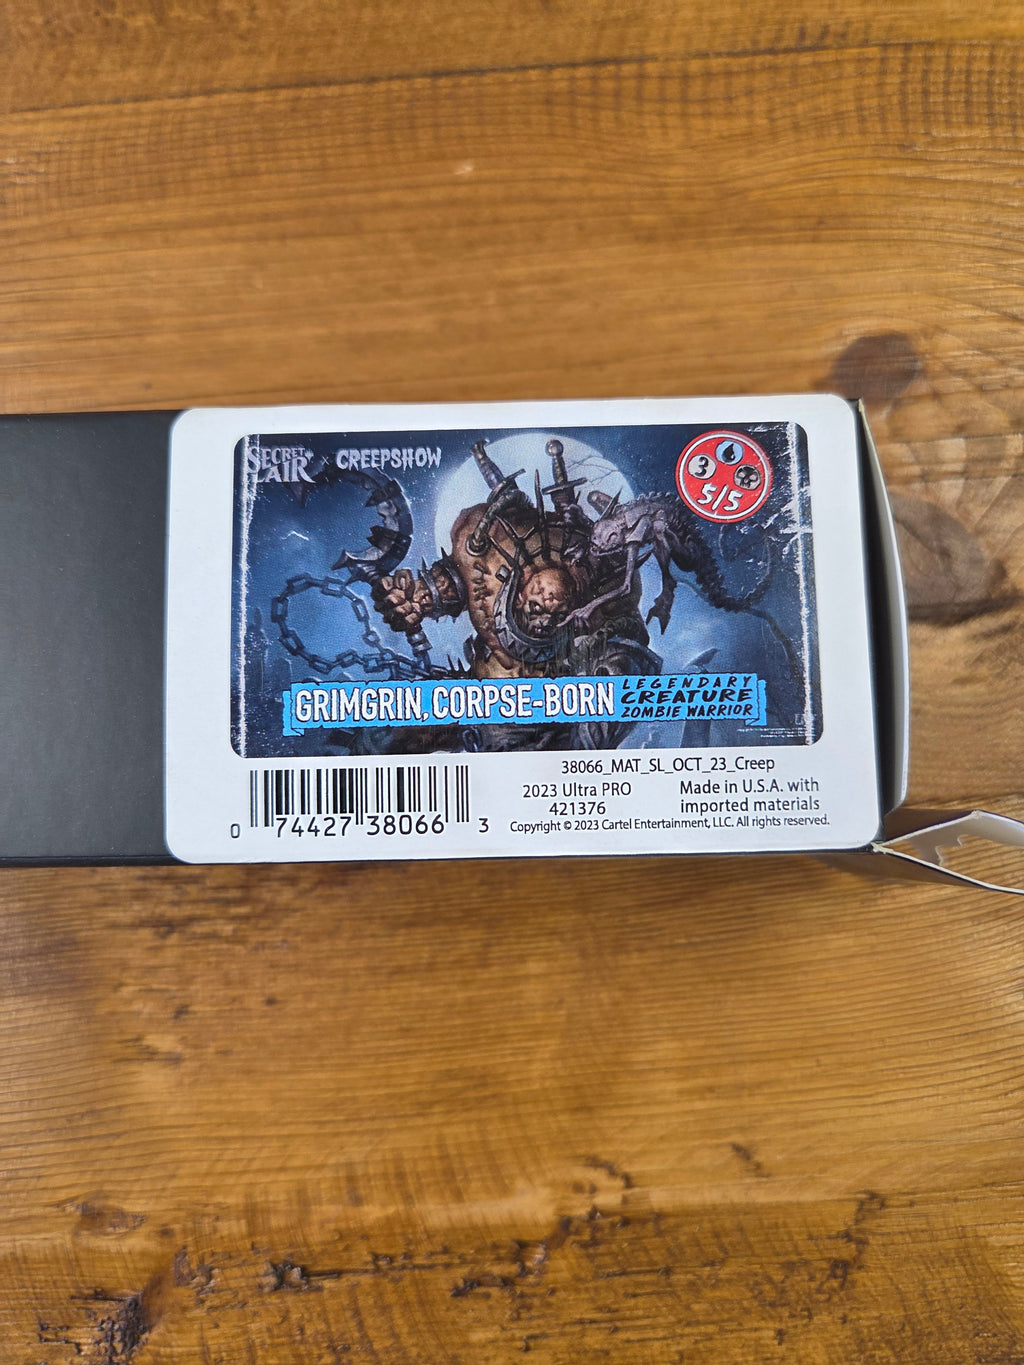 SECRET LAIR x CREEPSHOW
3
5/5
GRIMGRIN, CORPSE-BORN
LEGENDARY
CREATURE
ZOMBIE WARRIOR
38066_MAT_SL_OCT_23_Creep
2023 Ultra PRO
421376
Made in U.S.A. with
imported materials
Copyright © 2023 Cartel Entertainment, LLC. All rights reserved.
0 74427 38066 3